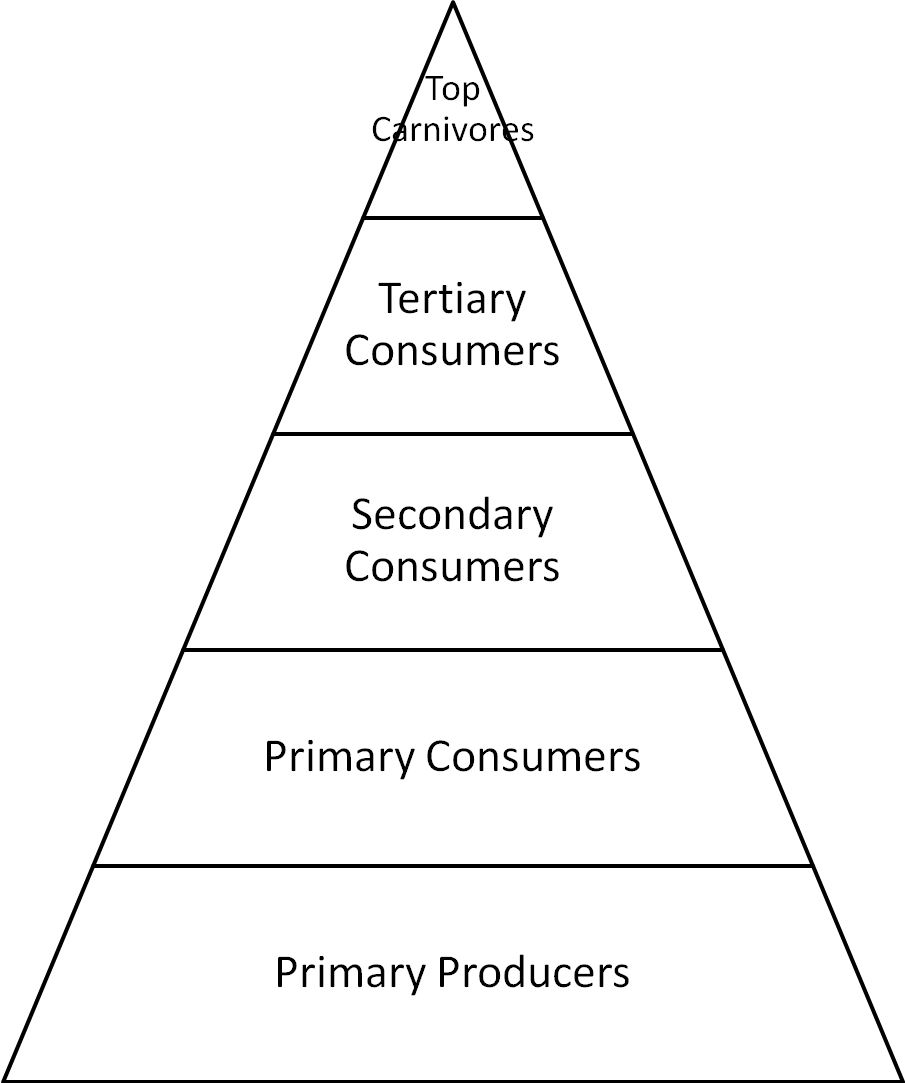 Top
Carnivores
Tertiary
Consumers
Secondary
Consumers
Primary Consumers
Primary Producers